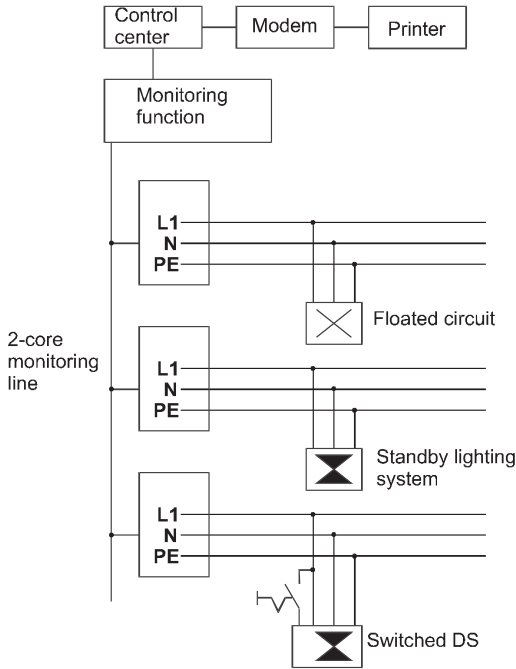 Control
center
Modem
Printer
Monitoring
function
L1
N
PE
Floated circuit
2-core
monitoring
line
L1
N
PE
Standby lighting
system
L1
N
PE
Switched DS